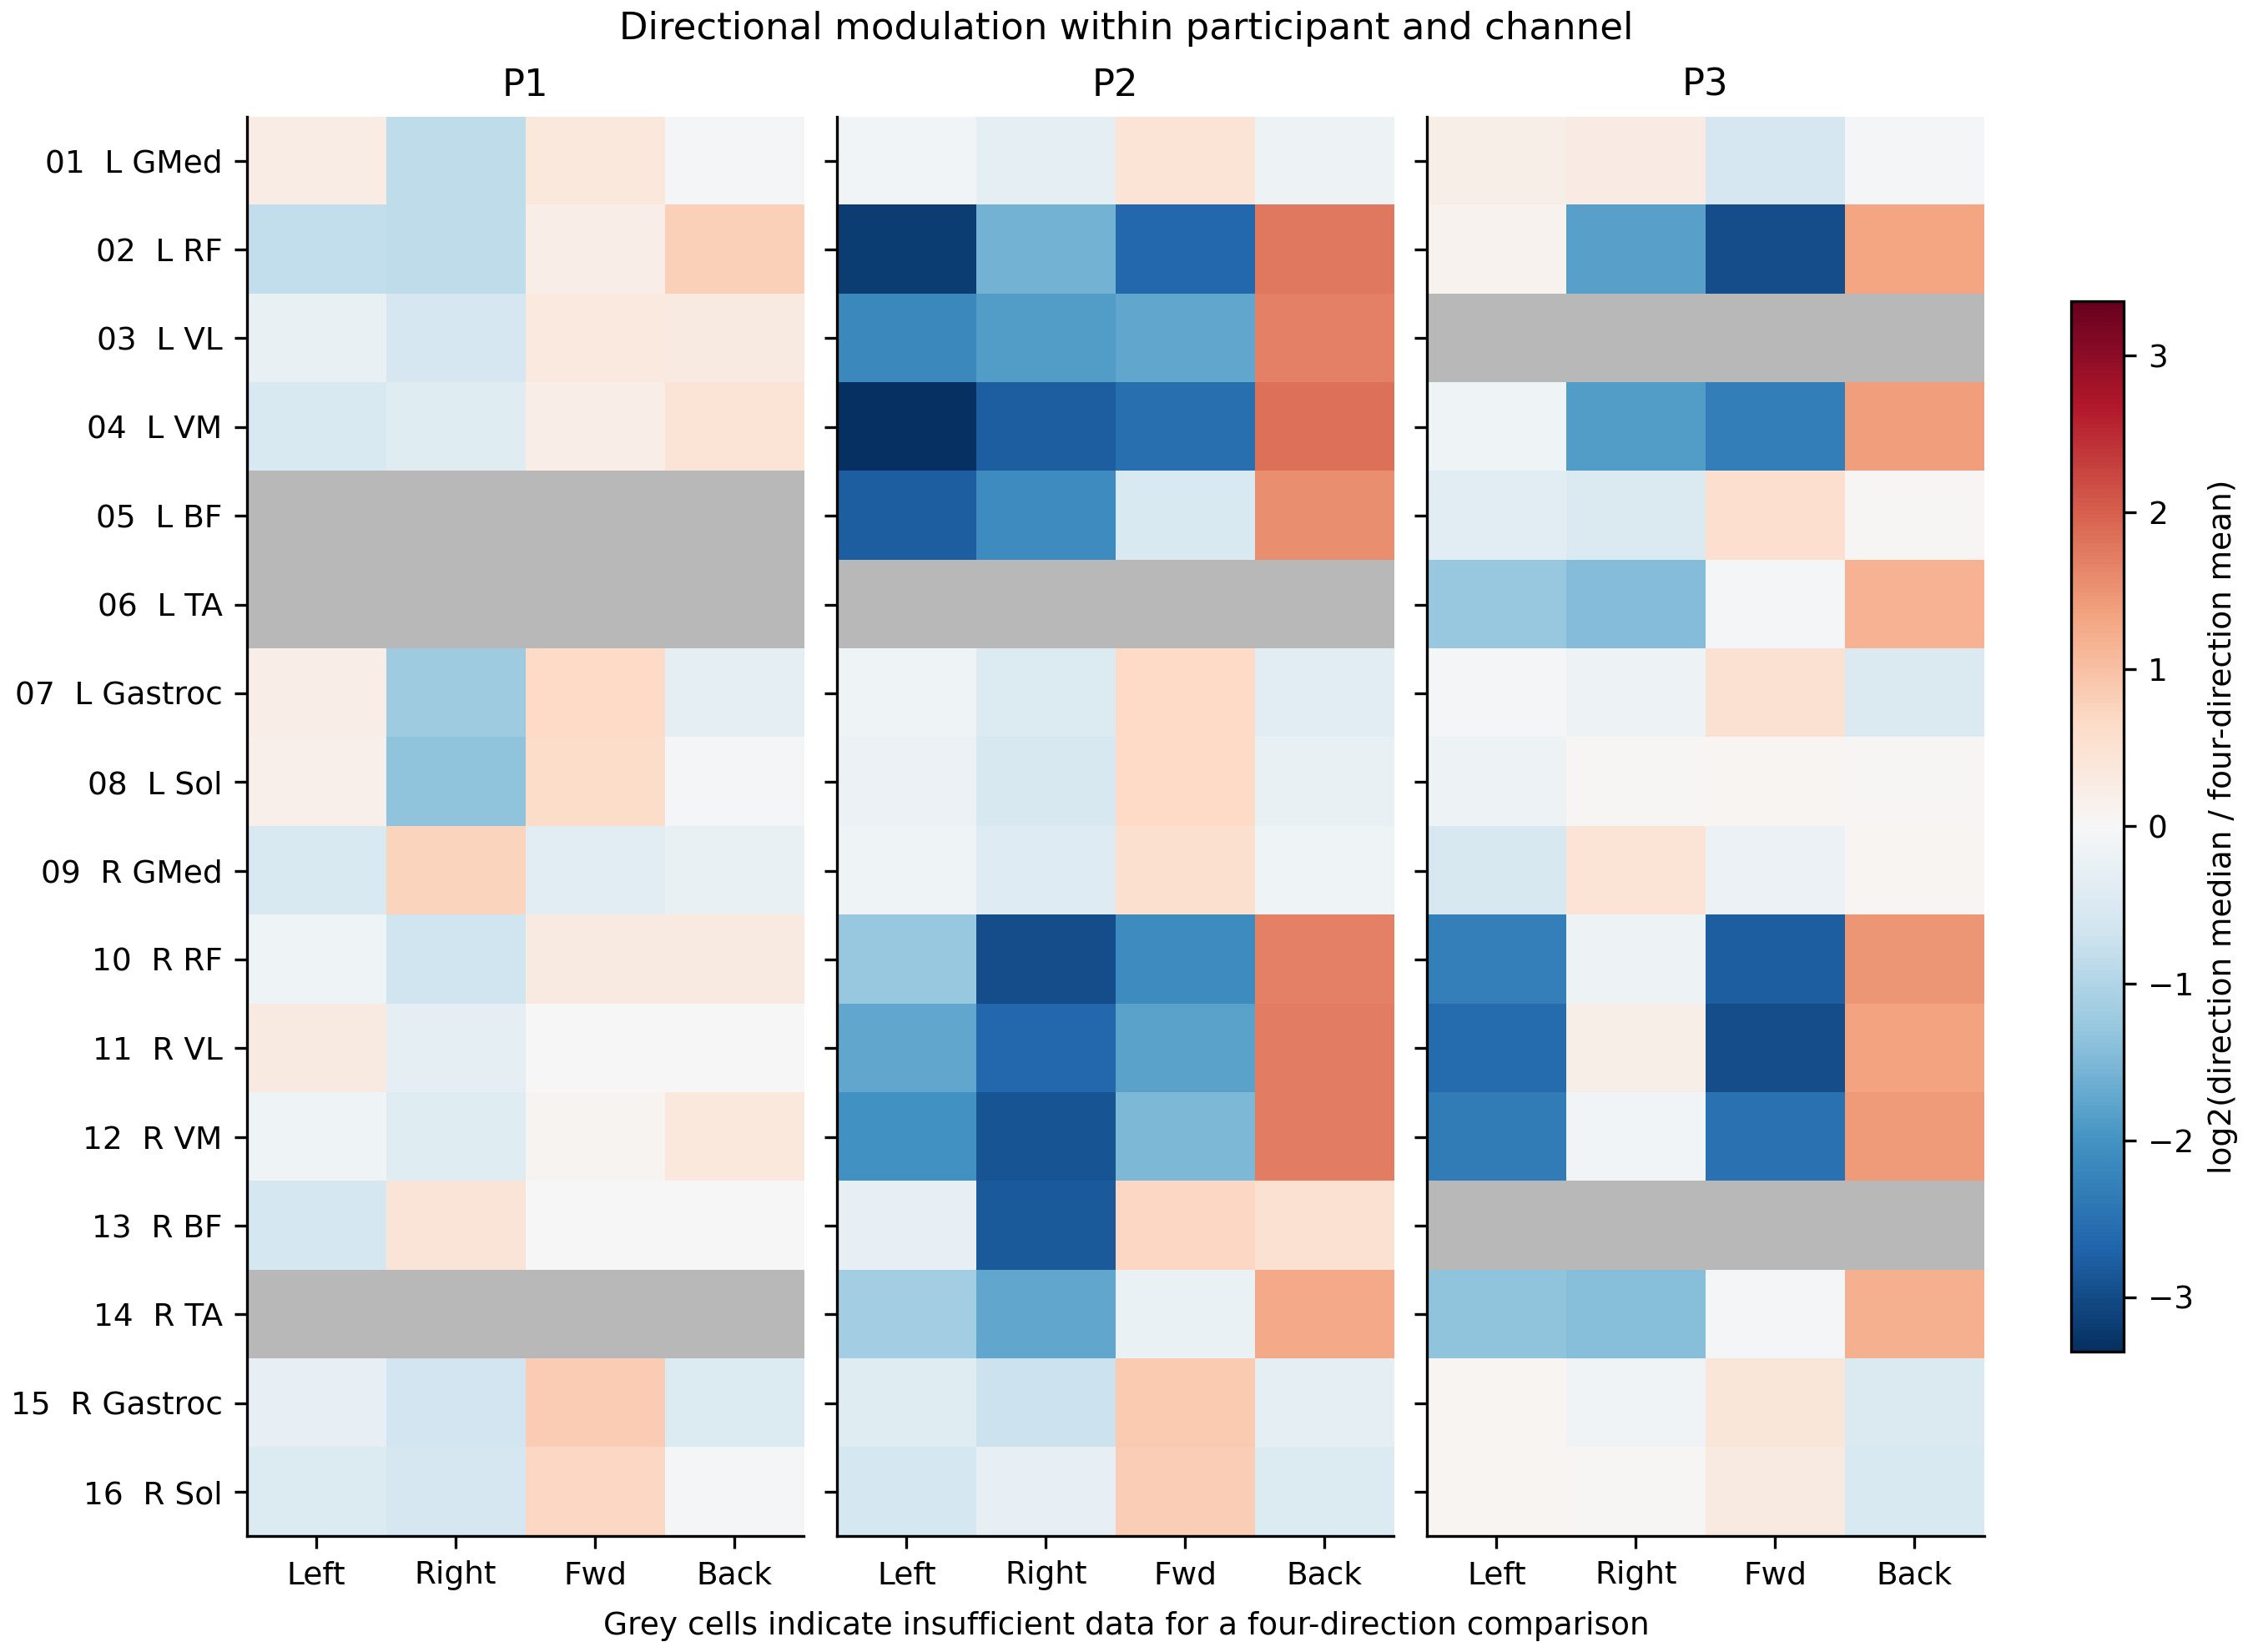 Directional modulation within participant and channel
P1
P2
P3
01  L GMed
02  L RF
03  L VL
04  L VM
05  L BF
06  L TA
07  L Gastroc
08  L Sol
09  R GMed
10  R RF
11  R VL
12  R VM
13  R BF
14  R TA
15  R Gastroc
16  R Sol
Left Right Fwd Back
Left Right Fwd Back
Left Right Fwd Back
Grey cells indicate insufficient data for a four-direction comparison
3
2
1
0
−1
−2
−3
log2(direction median / four-direction mean)